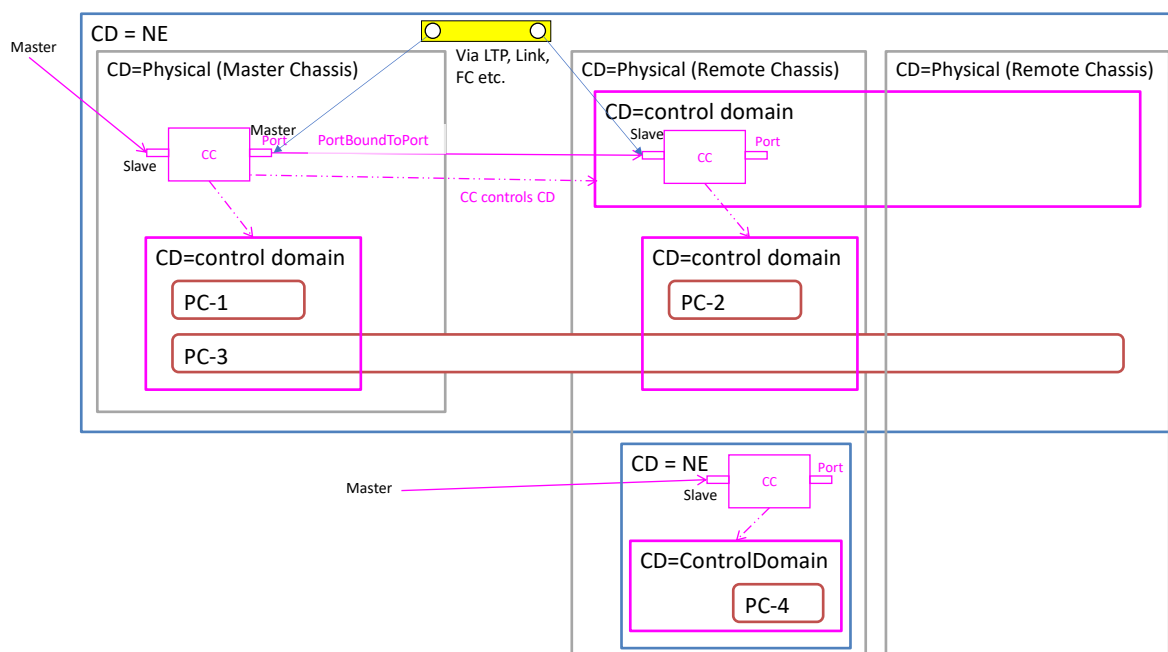 CD = NE
Master
Via LTP, Link,
FC etc.
CD=Physical (Master Chassis)
CD=Physical (Remote Chassis)
CD=Physical (Remote Chassis)
CD=control domain
Master
Port
PortBoundToPort
Slave
Port
CC
CC
Slave
CC controls CD
CD=control domain
CD=control domain
PC-1
PC-2
PC-3
CD = NE
Port
Master
Slave
CC
CD=ControlDomain
PC-4